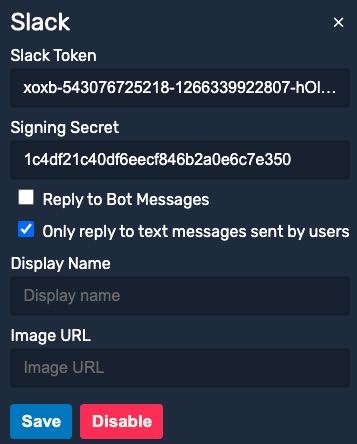 Slack ×
Slack Token
xoxb-543076725218-1266339922807-hOl...
Signing Secret
1c4df21c40df6eecf846b2a0e6c7e350
Reply to Bot Messages
Only reply to text messages sent by users
Display Name
Display name
Image URL
Image URL
Save Disable